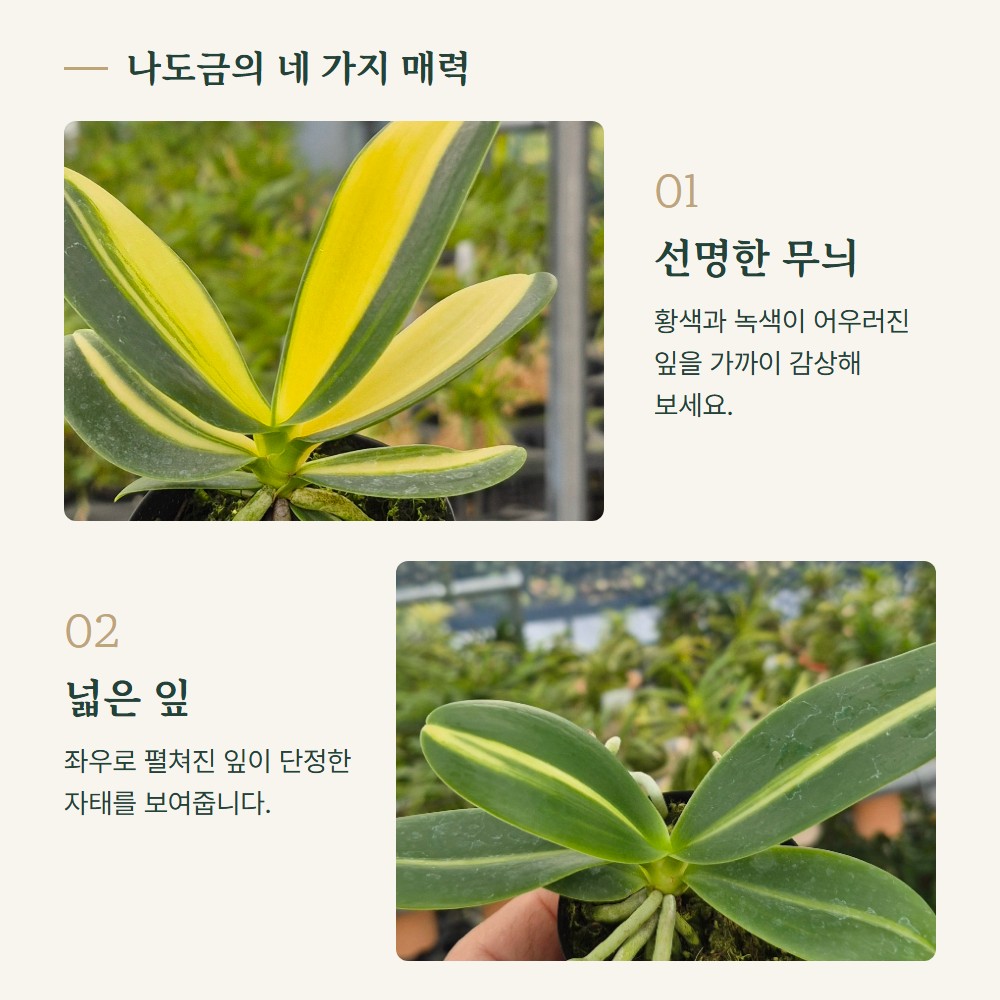 나도금의 네 가지 매력
01
선명한 무늬
황색과 녹색이 어우러진
잎을 가까이 감상해
보세요.
02
넓은 잎
좌우로 펼쳐진 잎이 단정한
자태를 보여줍니다.